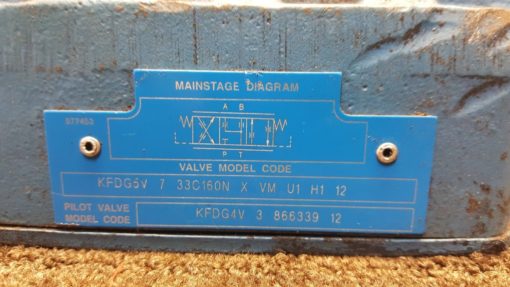 MAINSTAGE DIAGRAM
A B
977453
P T
VALVE MODEL CODE
KFDG5V 7 33C160N X VM U1 H1 12
PILOT VALVE
MODEL CODE
KFDG4V 3 866339 12